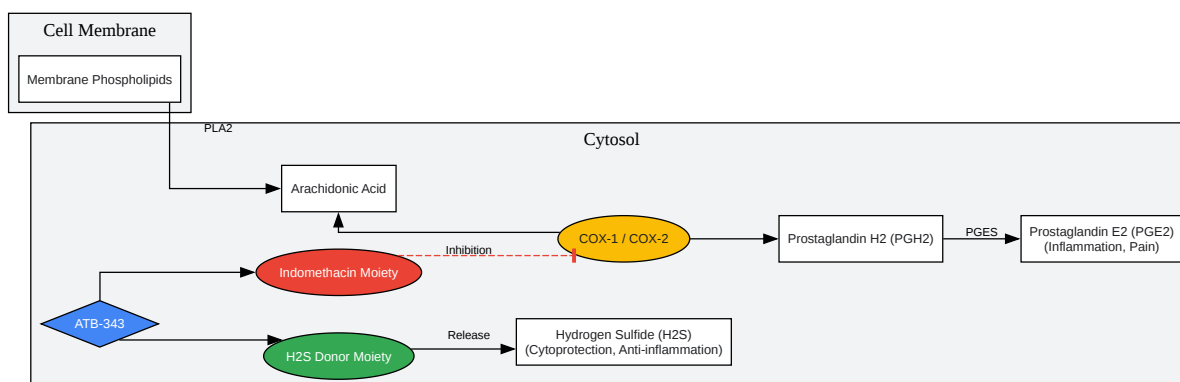 Cell Membrane
Membrane Phospholipids
PLA2
Cytosol
Arachidonic Acid
COX-1 / COX-2
Inhibition
Prostaglandin H2 (PGH2)
PGES
Prostaglandin E2 (PGE2)
(Inflammation, Pain)
Indomethacin Moiety
ATB-343
H2S Donor Moiety
Release
Hydrogen Sulfide (H2S)
(Cytoprotection, Anti-inflammation)